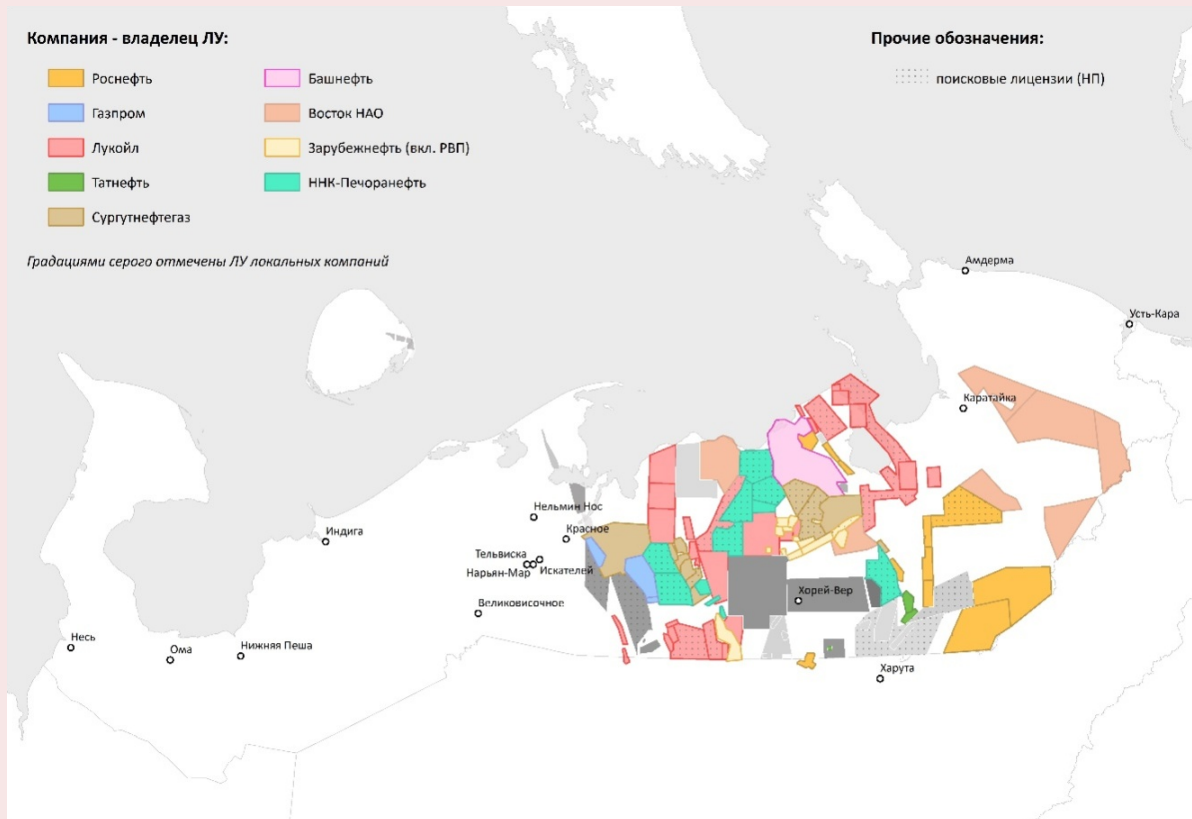 Компания - владелец ЛУ:
Роснефть
Газпром
Лукойл
Татнефть
Сургутнефтегаз
Башнефть
Восток НАО
Зарубежнефть (вкл. РВП)
ННК-Печоранефть
Градациями серого отмечены ЛУ локальных компаний
Прочие обозначения:
поисковые лицензии (НП)
Амдерма
Усть-Кара
Каратайка
Нельмин Нос
Красное
Индига
Тельвиска
Нарьян-Мар
Искателей
Великовисочное
Хорей-Вер
Несь
Ома
Нижняя Пеша
Харута